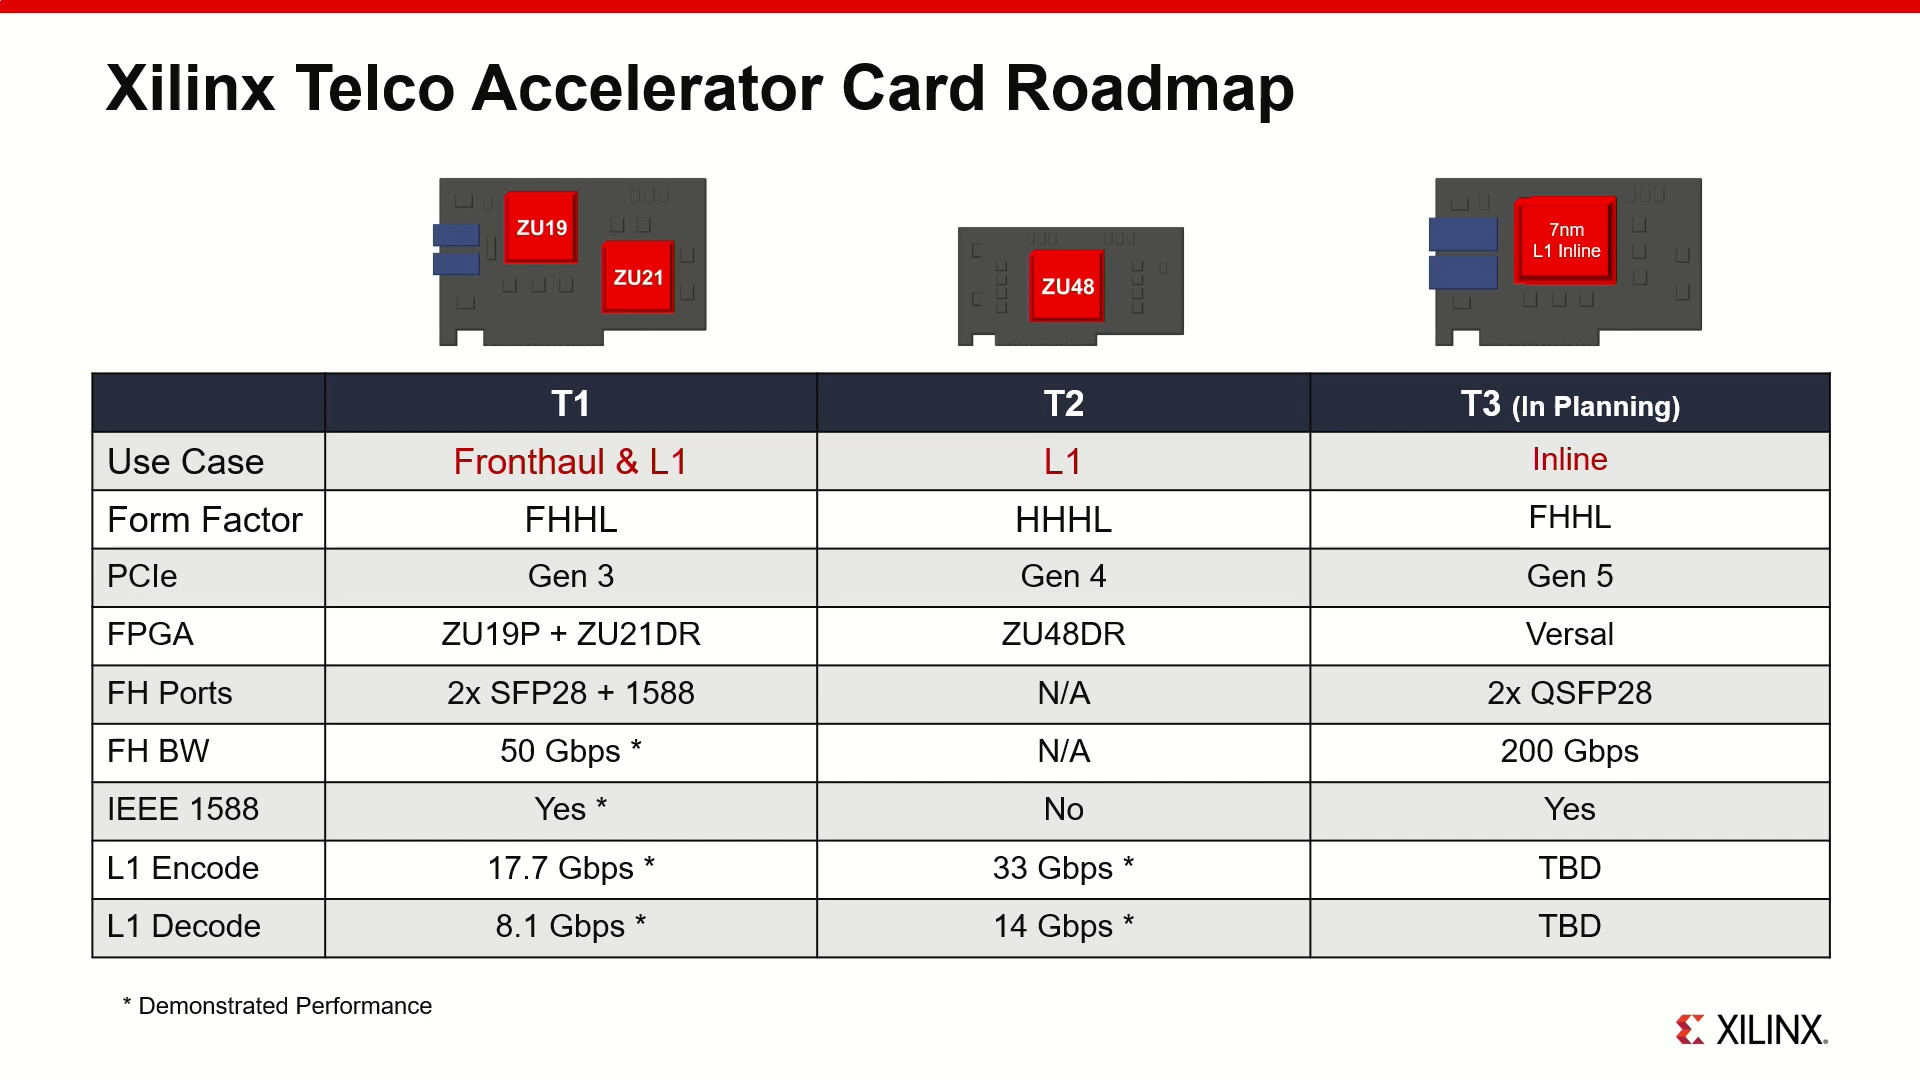 Xilinx Telco Accelerator Card Roadmap
ZU19
ZU21
ZU48
7nm
L1 Inline
T1 T2 T3 (In Planning)
Use Case Fronthaul & L1 L1 Inline
Form Factor FHHL HHHL FHHL
PCIe Gen 3 Gen 4 Gen 5
FPGA ZU19P + ZU21DR ZU48DR Versal
FH Ports 2x SFP28 + 1588 N/A 2x QSFP28
FH BW 50 Gbps * N/A 200 Gbps
IEEE 1588 Yes * No Yes
L1 Encode 17.7 Gbps * 33 Gbps * TBD
L1 Decode 8.1 Gbps * 14 Gbps * TBD
* Demonstrated Performance
XILINX.